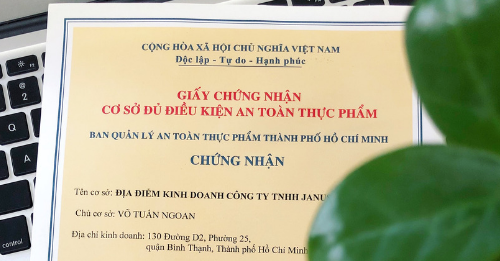 CỘNG HÒA XÃ HỘI CHỦ NGHĨA VIỆT NAM
Độc lập - Tự do - Hạnh phúc
GIẤY CHỨNG NHẬN
CƠ SỞ ĐỦ ĐIỀU KIỆN AN TOÀN THỰC PHẨM
BAN QUẢN LÝ AN TOÀN THỰC PHẨM THÀNH PHỐ HỒ CHÍ MINH
CHỨNG NHẬN
Tên cơ sở: ĐỊA ĐIỂM KINH DOANH CÔNG TY TNHH
Chủ cơ sở: VÕ TUẤN NGOAN
Địa chỉ kinh doanh: 130 Đường D2, Phường 25,
quận Bình Thạnh, Thành phố Hồ Chí Minh
@
2
Q
A
Z
control